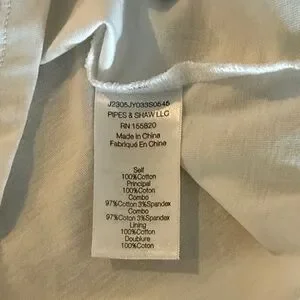 J2305JY033S0545
PIPES & SHAW LLC
RN 155820
Made in China
Fabriqué En Chine
Self
100%Cotton
Principal
100%Coton
Combo
97%Cotton 3%Spandex
Combo
97%Coton 3%Spandex
Lining
100%Cotton
Doublure
100%Coton